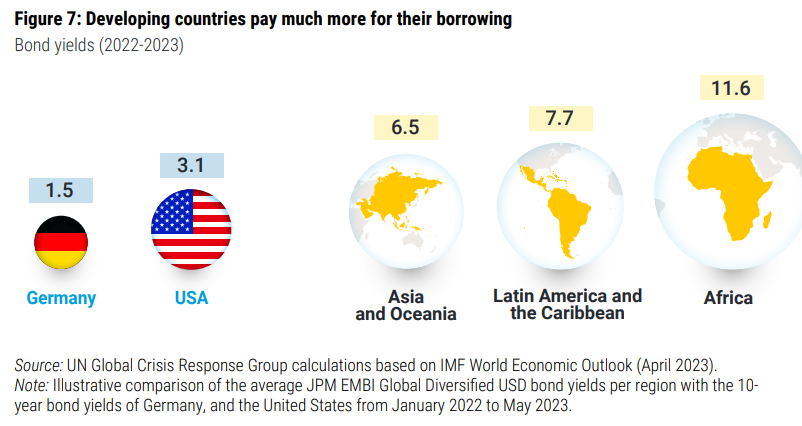 Figure 7: Developing countries pay much more for their borrowing
Bond yields (2022-2023)
1.5
3.1
6.5
7.7
11.6
Germany
USA
Asia
and Oceania
Latin America and
the Caribbean
Africa
Source: UN Global Crisis Response Group calculations based on IMF World Economic Outlook (April 2023).
Note: Illustrative comparison of the average JPM EMBI Global Diversified USD bond yields per region with the 10-
year bond yields of Germany, and the United States from January 2022 to May 2023.